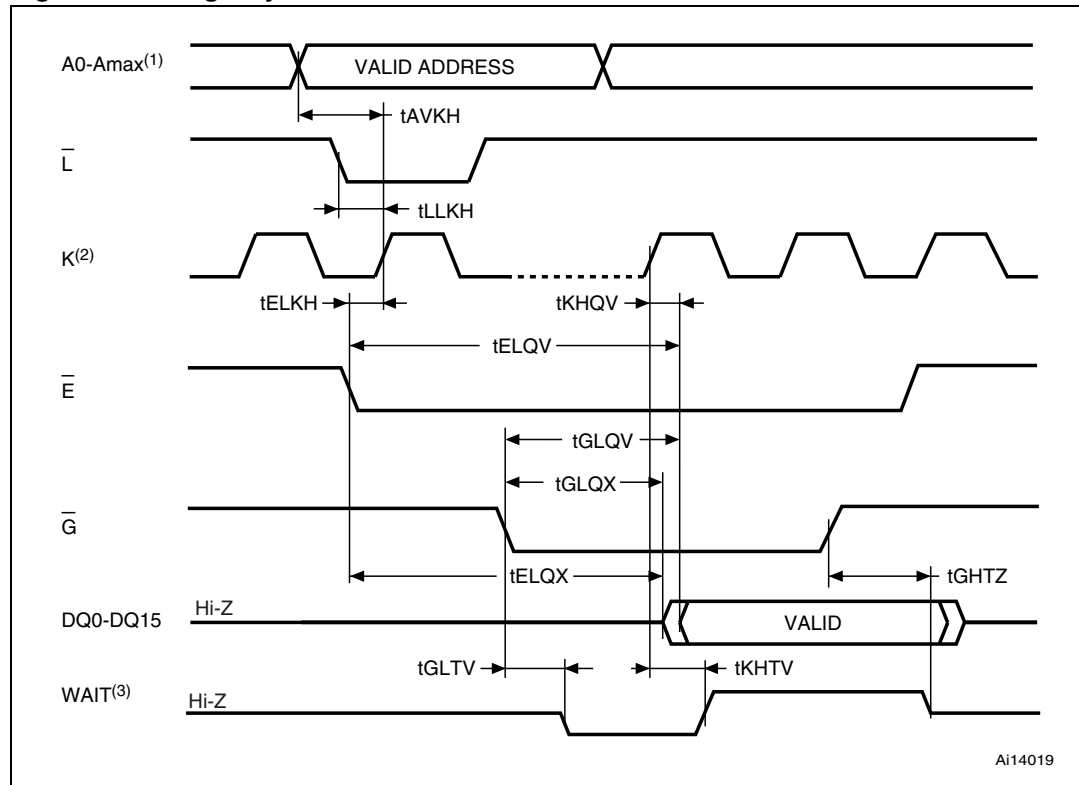 A0-Amax(1)
VALID ADDRESS
tAVKH
L̅
tLLKH
K(2)
tELKH
tKHQV
tELQV
E̅
tGLQV
tGLQX
G̅
tELQX
tGHTZ
DQ0-DQ15
Hi-Z
VALID
tGLTV
tKHTV
WAIT(3)
Hi-Z
Ai14019